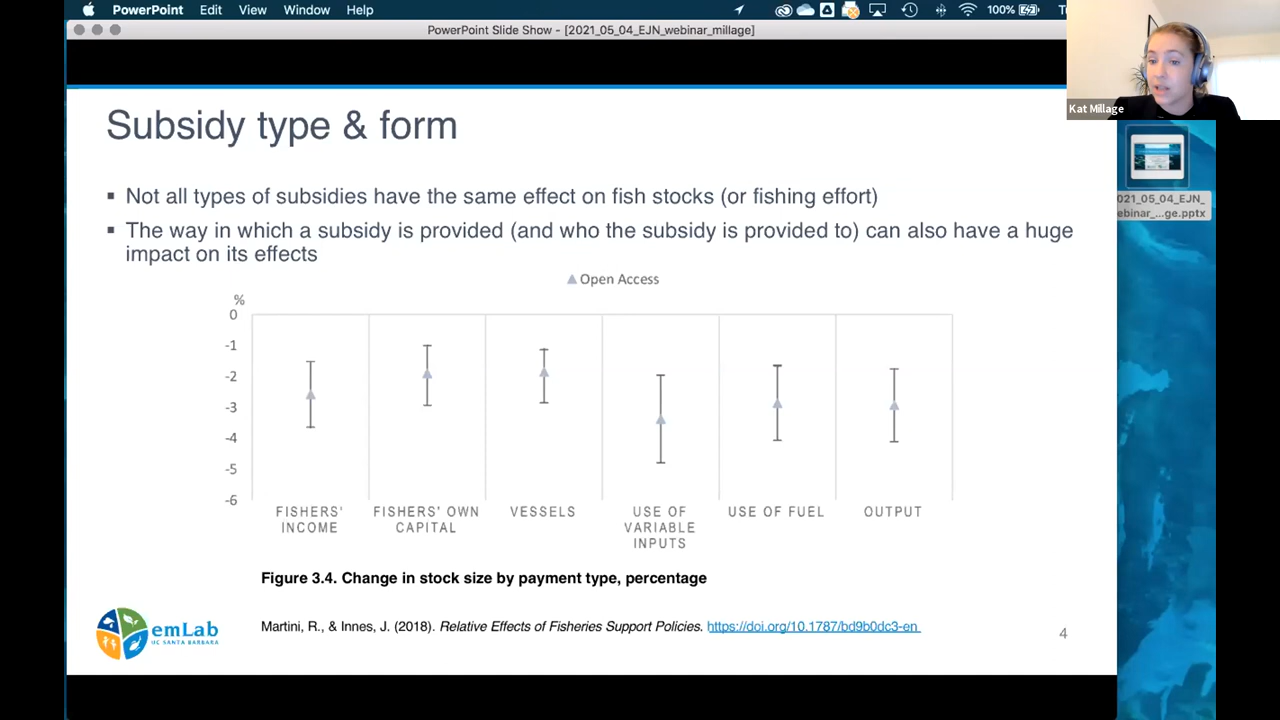 PowerPoint Edit View Window Help 100%
PowerPoint Slide Show - [2021_05_04_EJN_webinar_millage]
Kat Millage
021_05_04_EJN_
ebinar_...ge.pptx
Subsidy type & form
▪ Not all types of subsidies have the same effect on fish stocks (or fishing effort)
▪ The way in which a subsidy is provided (and who the subsidy is provided to) can also have a huge
impact on its effects
Open Access
%
0
-1
-2
-3
-4
-5
-6
FISHERS' INCOME
FISHERS' OWN CAPITAL
VESSELS
USE OF VARIABLE INPUTS
USE OF FUEL
OUTPUT
Figure 3.4. Change in stock size by payment type, percentage
emLab
UC SANTA BARBARA
Martini, R., & Innes, J. (2018). Relative Effects of Fisheries Support Policies. https://doi.org/10.1787/bd9b0dc3-en
4